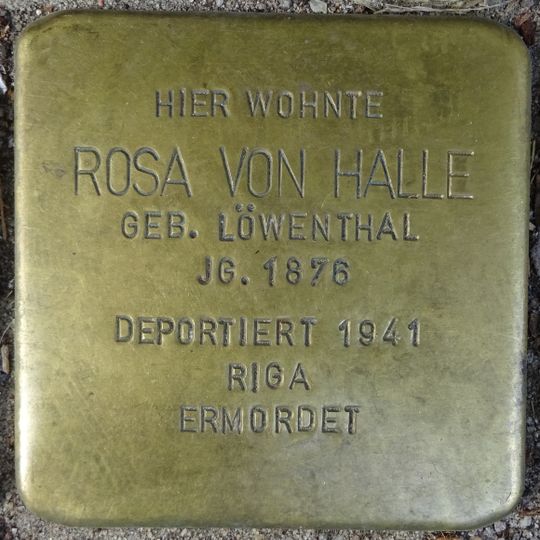 HIER WOHNTE
ROSA VON HALLE
GEB. LÖWENTHAL
JG. 1876
DEPORTIERT 1941
RIGA
ERMORDET